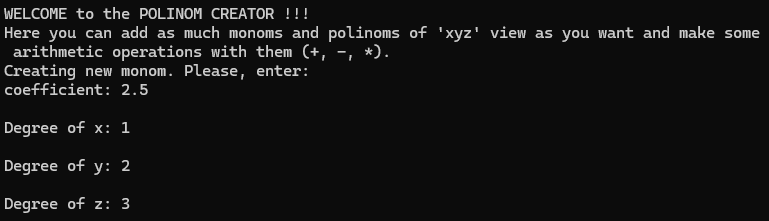 WELCOME to the POLINOM CREATOR !!!
Here you can add as much monoms and polinoms of 'xyz' view as you want and make some
arithmetic operations with them (+, -, *).
Creating new monom. Please, enter:
coefficient: 2.5
Degree of x: 1
Degree of y: 2
Degree of z: 3